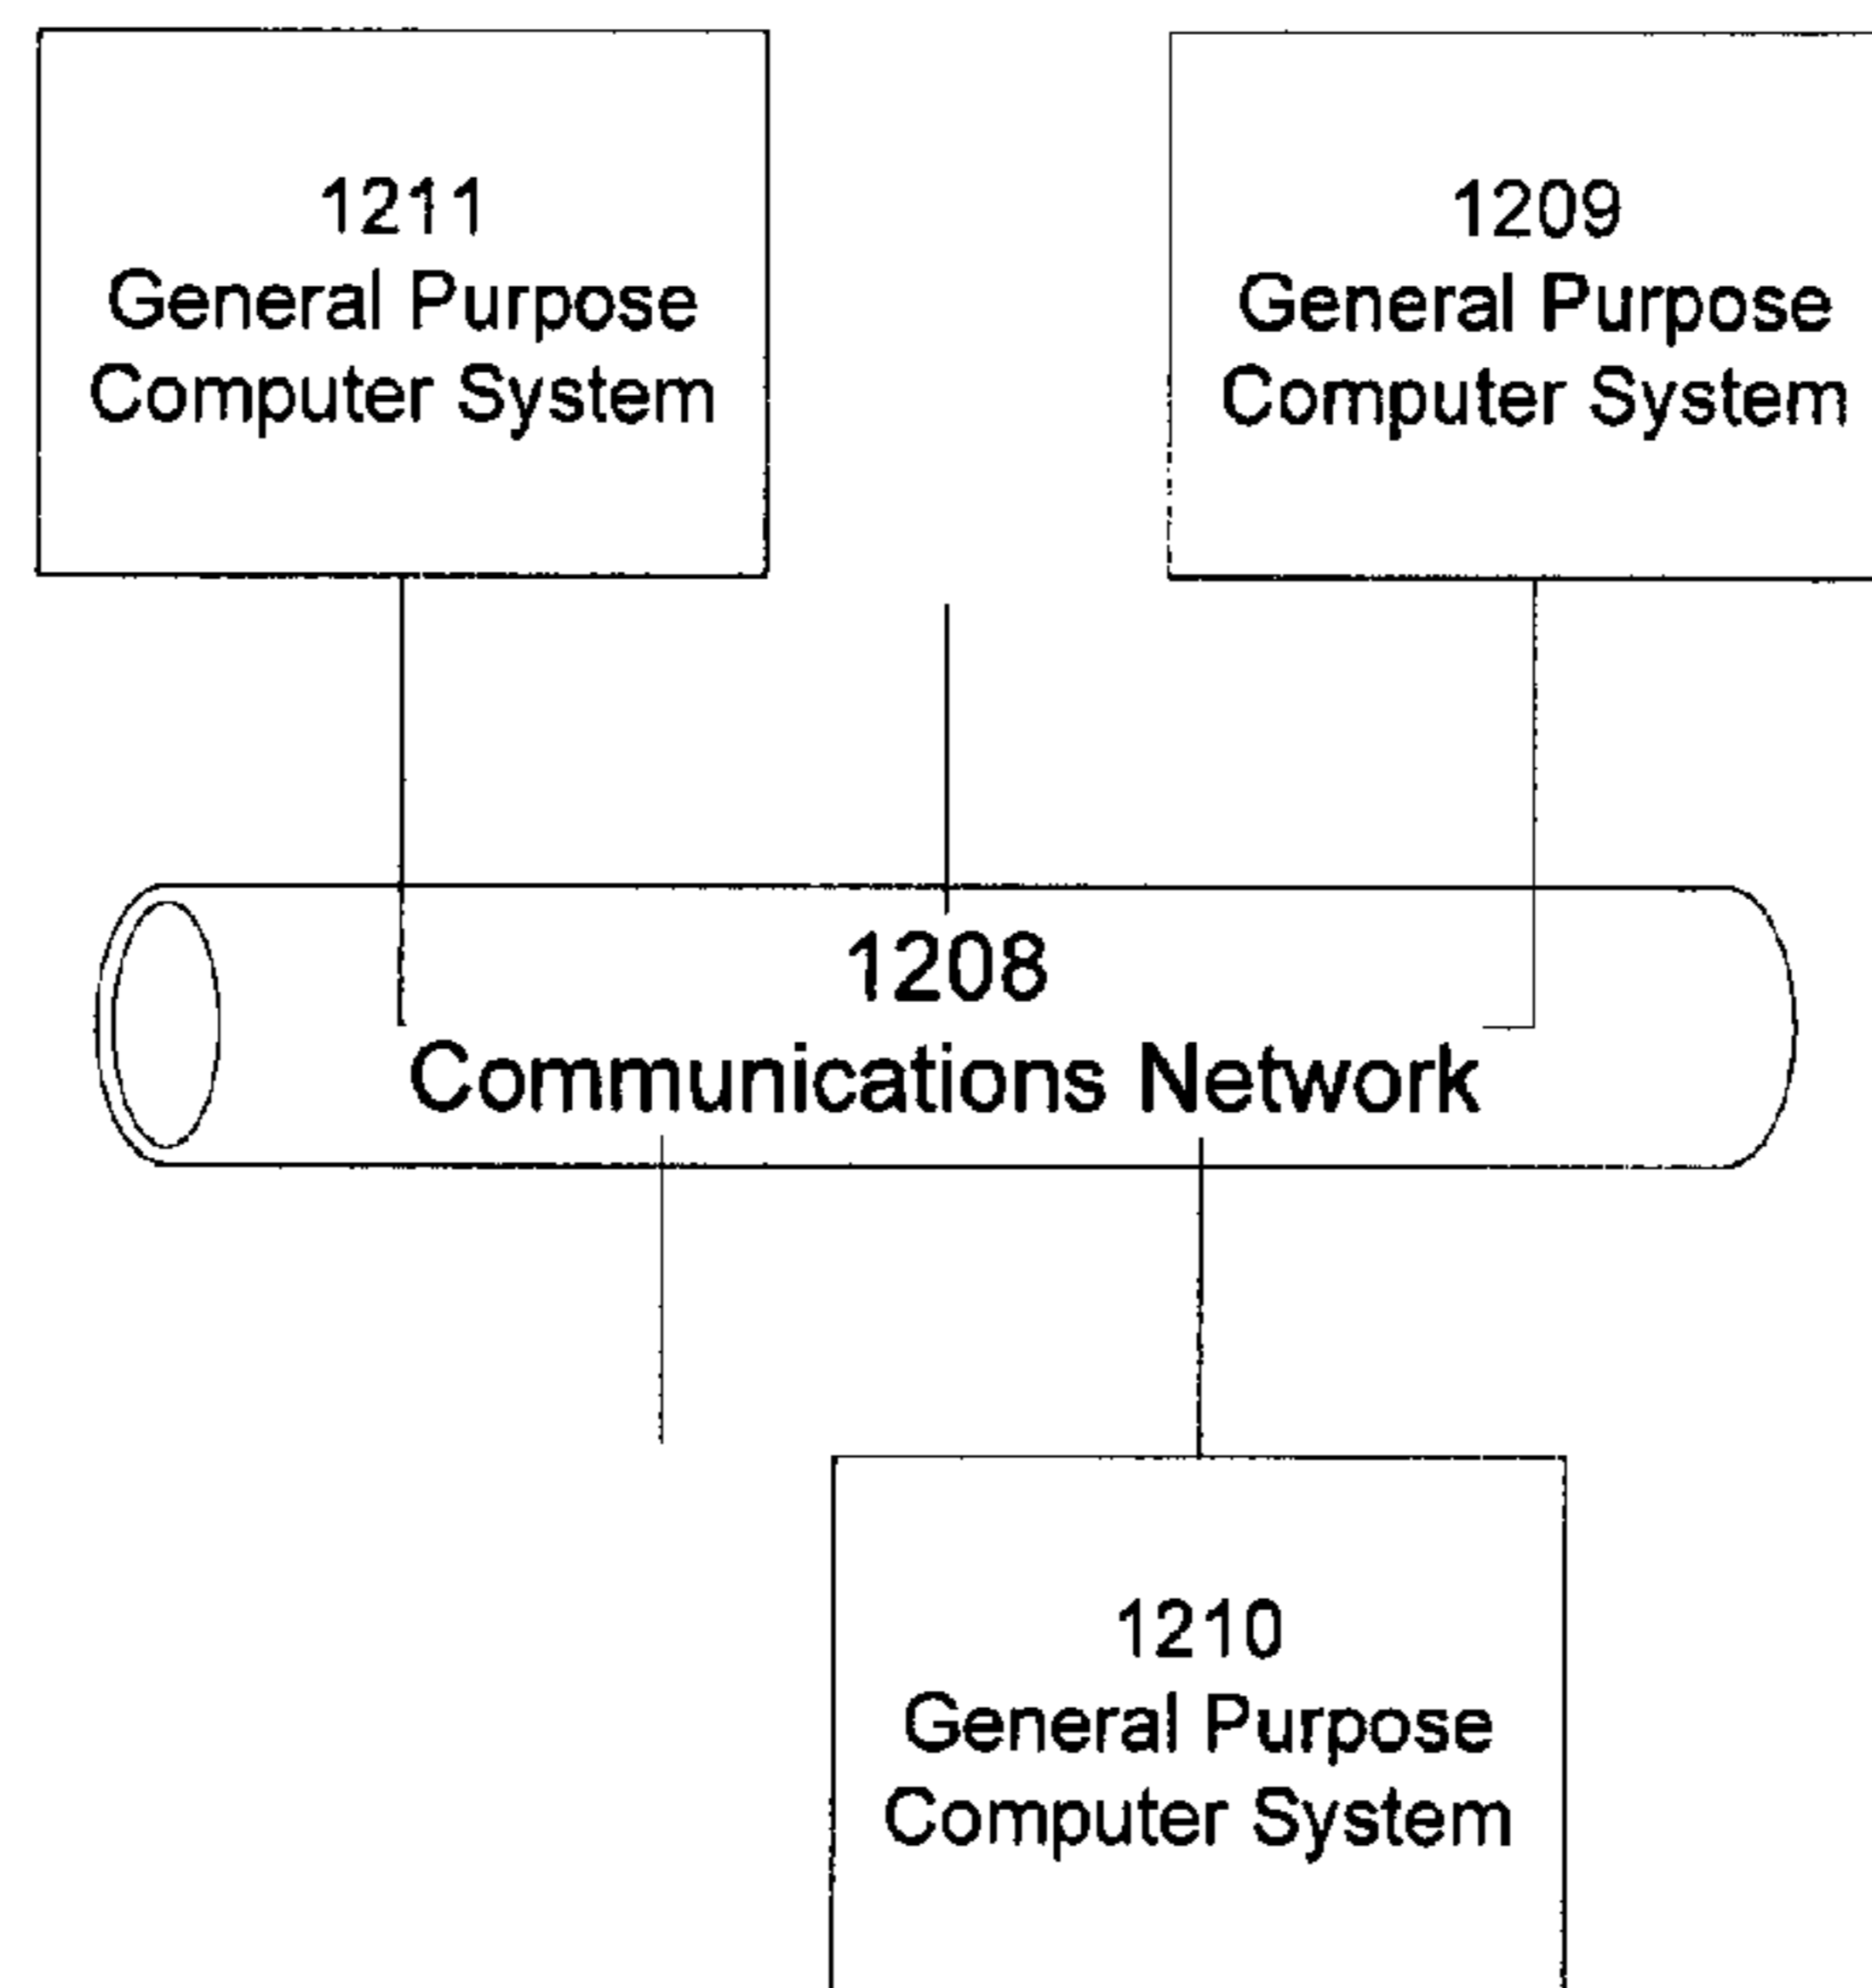 1211
General Purpose
Computer System
1209
General Purpose
Computer System
1208
Communications Network
1210
General Purpose
Computer System